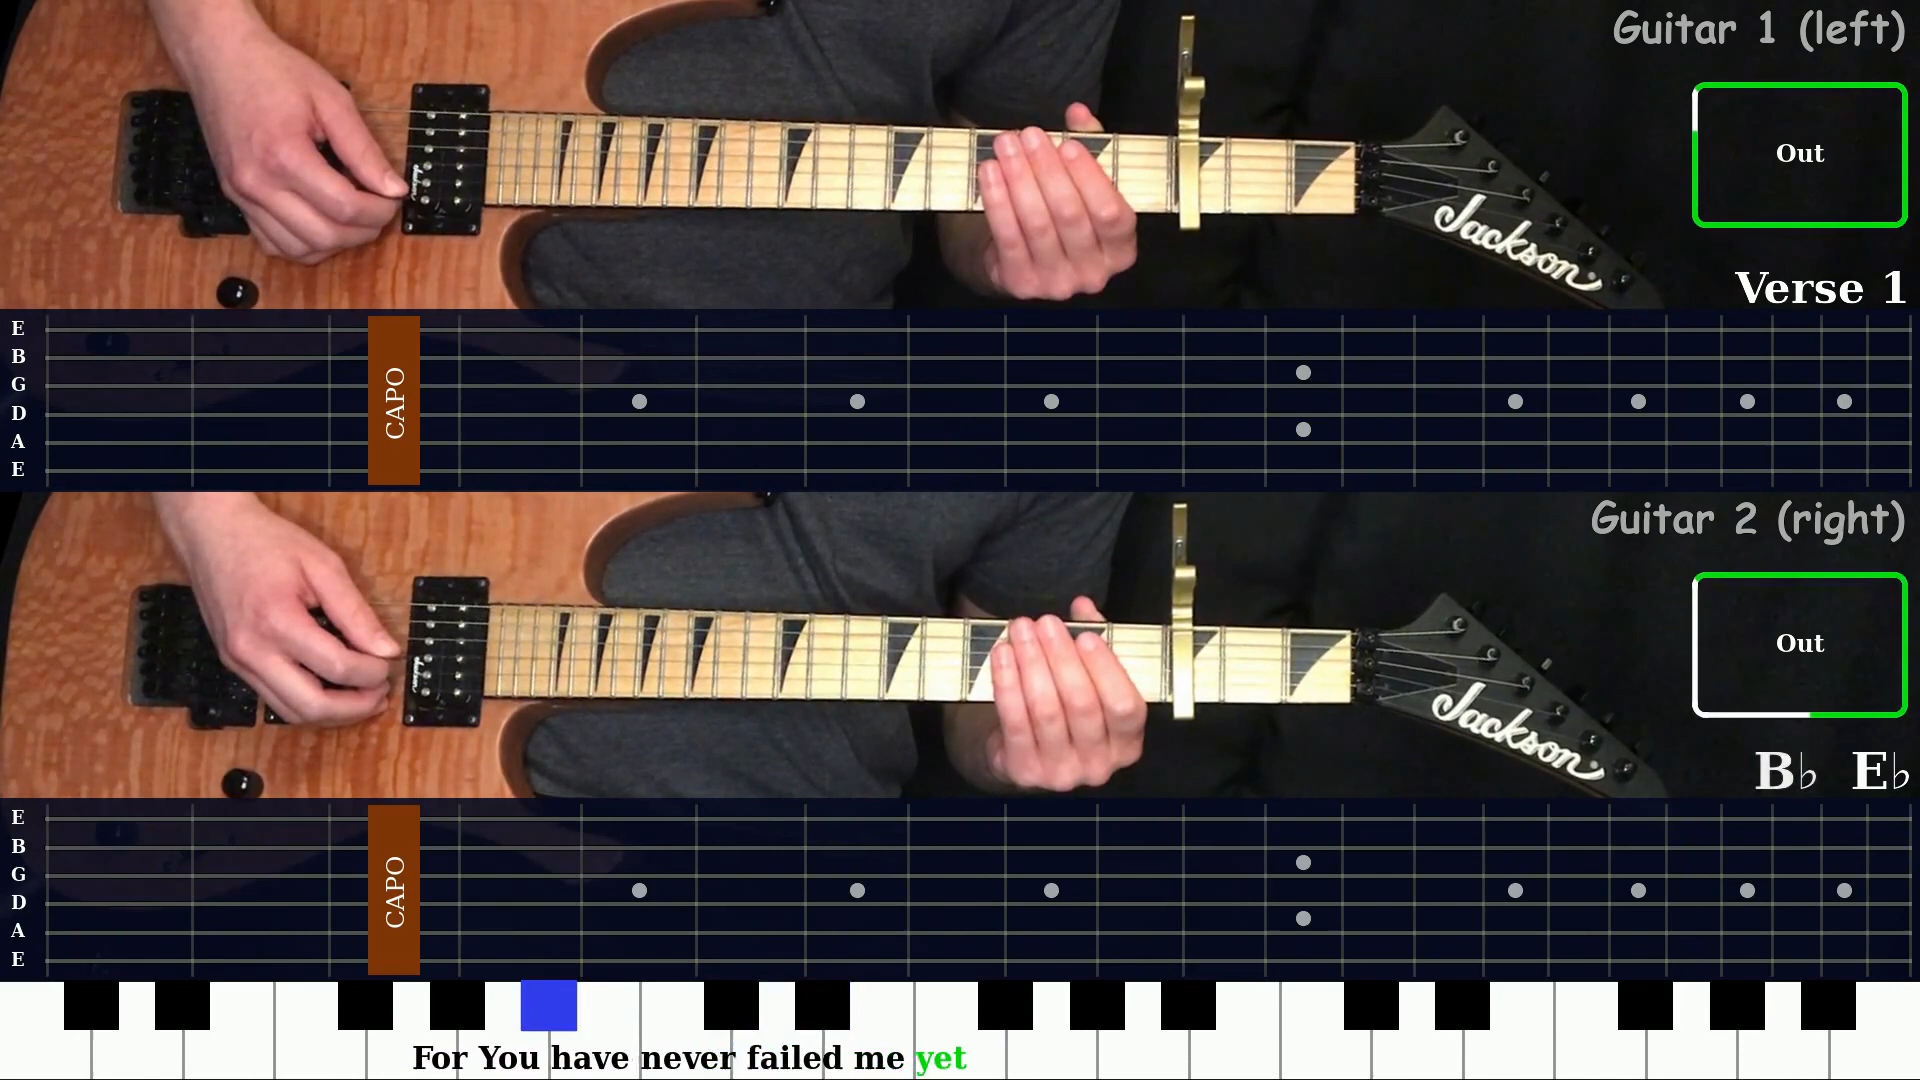 Guitar 1 (left)
Out
Jackson
Verse 1
E
B
G
D
A
E
CAPO
Guitar 2 (right)
Out
Jackson
B♭ E♭
E
B
G
D
A
E
CAPO
For You have never failed me yet